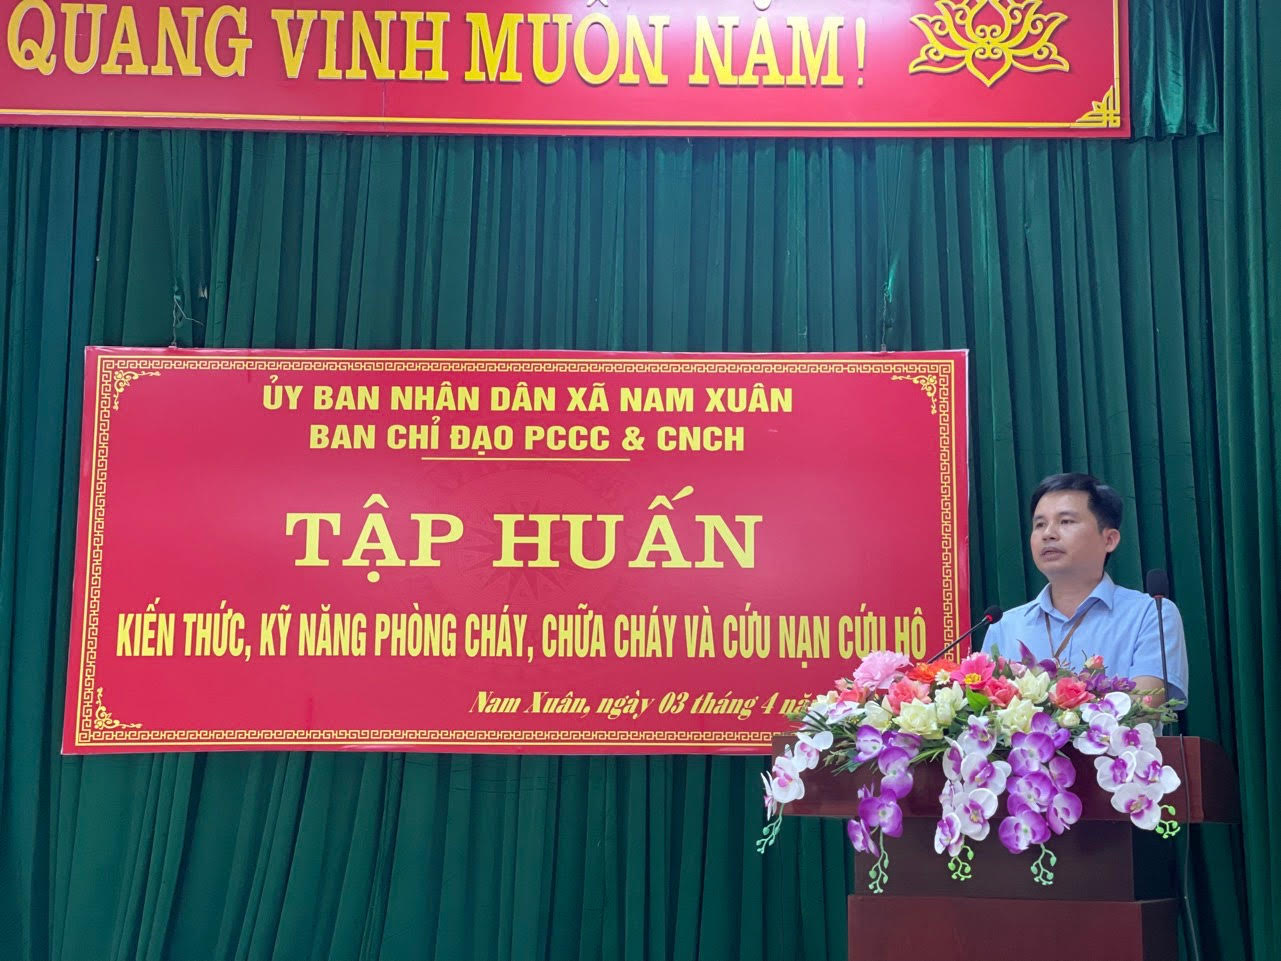 QUANG VINH MUÔN NĂM!
ỦY BAN NHÂN DÂN XÃ NAM XUÂN
BAN CHỈ ĐẠO PCCC & CNCH
TẬP HUẤN
KIẾN THỨC, KỸ NĂNG PHÒNG CHÁY, CHỮA CHÁY VÀ CỨU NẠN CỨU HỘ
Nam Xuân, ngày 03 tháng 4